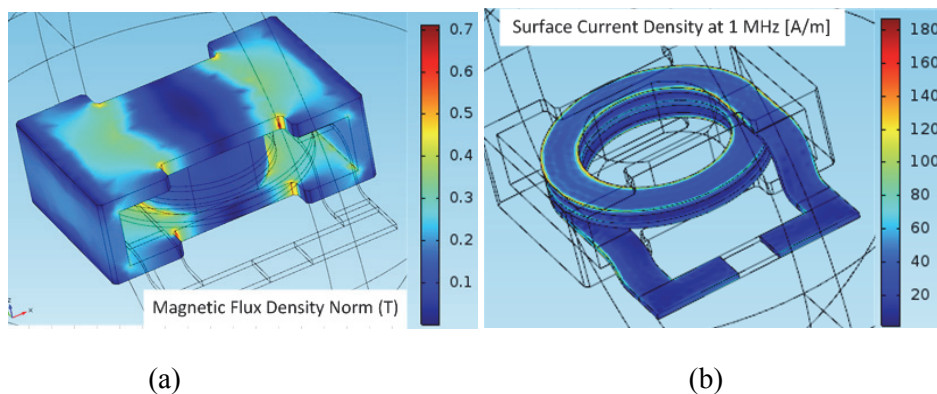 0.7
0.6
0.5
0.4
0.3
0.2
0.1
z
x
Magnetic Flux Density Norm (T)
Surface Current Density at 1 MHz [A/m]
180
160
140
120
100
80
60
40
20
(a)
(b)